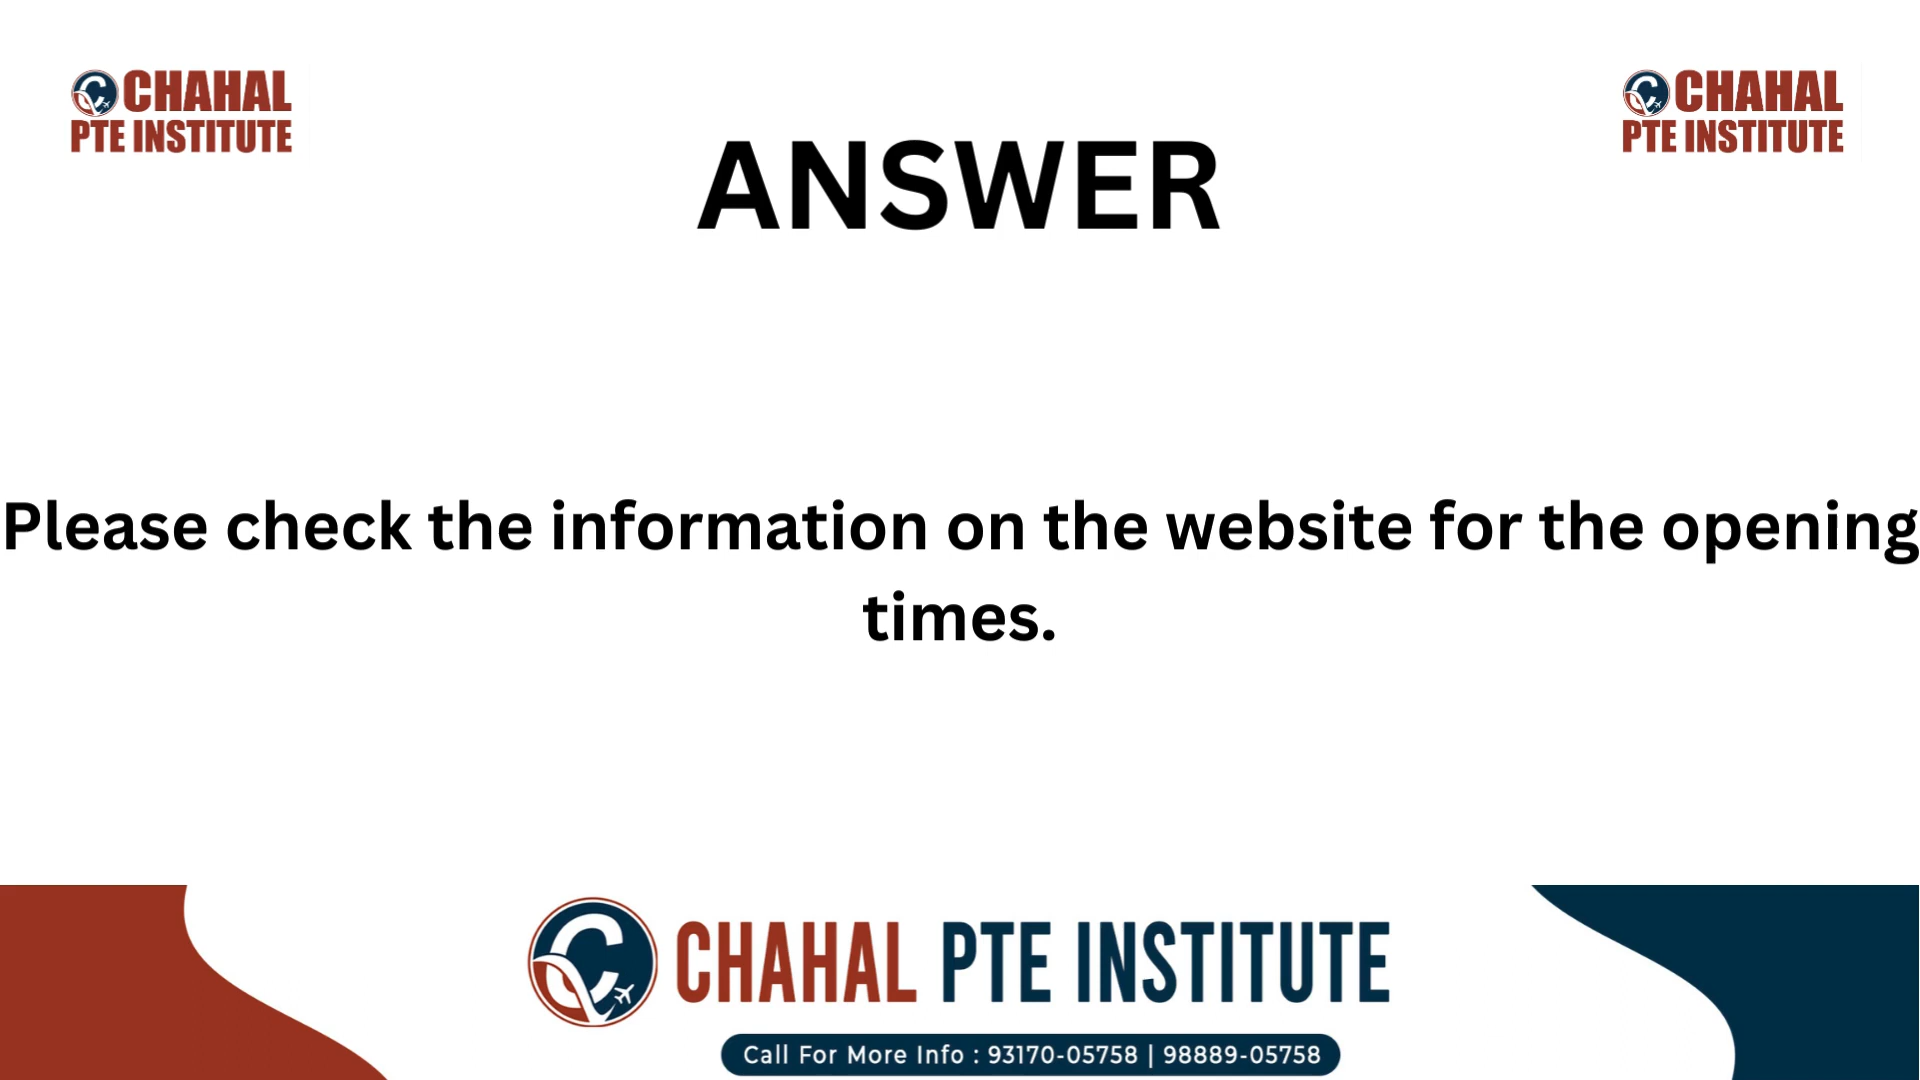 CHAHAL
PTE INSTITUTE
CHAHAL
PTE INSTITUTE
ANSWER
Please check the information on the website for the opening
times.
CHAHAL PTE INSTITUTE
Call For More Info : 93170-05758 | 98889-05758